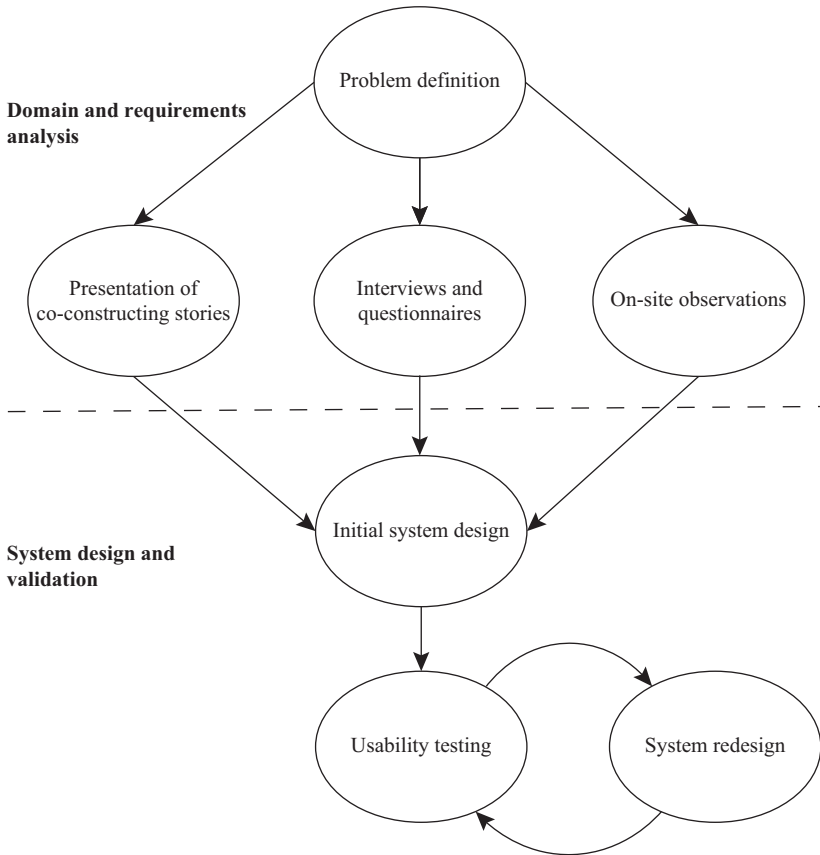 Problem definition
Domain and requirements
analysis
Presentation of
co-constructing stories
Interviews and
questionnaires
On-site observations
Initial system design
System design and
validation
Usability testing
System redesign